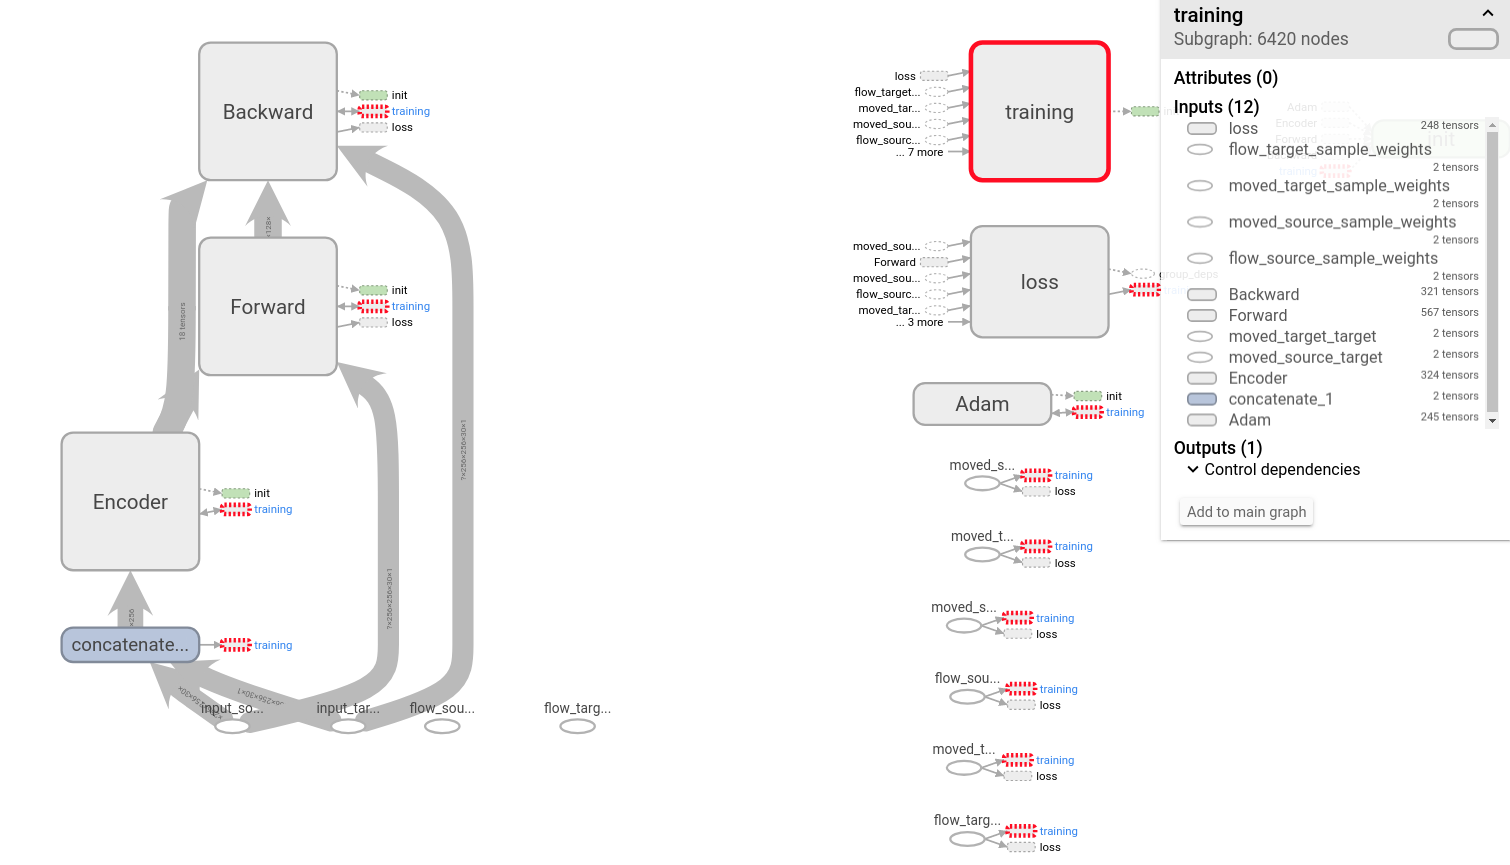 Backward
init
training
loss
×128×
Forward
init
training
loss
18 tensors
?×256×256×30×1
Encoder
init
training
?×256×256×30×1
×256
concatenate...
training
input_so...
input_tar...
flow_sou...
flow_targ...
loss
flow_target...
moved_tar...
moved_sou...
flow_sourc...
... 7 more
training
moved_sou...
Forward
moved_sou...
flow_sourc...
moved_tar...
... 3 more
loss
group_deps
Adam
init
training
moved_s...
training
loss
moved_t...
training
loss
moved_s...
training
loss
flow_sou...
training
loss
moved_t...
training
loss
flow_targ...
training
loss
training
Subgraph: 6420 nodes
Attributes (0)
Inputs (12)
loss
248 tensors
flow_target_sample_weights
2 tensors
moved_target_sample_weights
2 tensors
moved_source_sample_weights
2 tensors
flow_source_sample_weights
2 tensors
Backward
321 tensors
Forward
567 tensors
moved_target_target
2 tensors
moved_source_target
2 tensors
Encoder
324 tensors
concatenate_1
2 tensors
Adam
245 tensors
Outputs (1)
Control dependencies
Add to main graph
Adam
Encoder
Forward
training
init